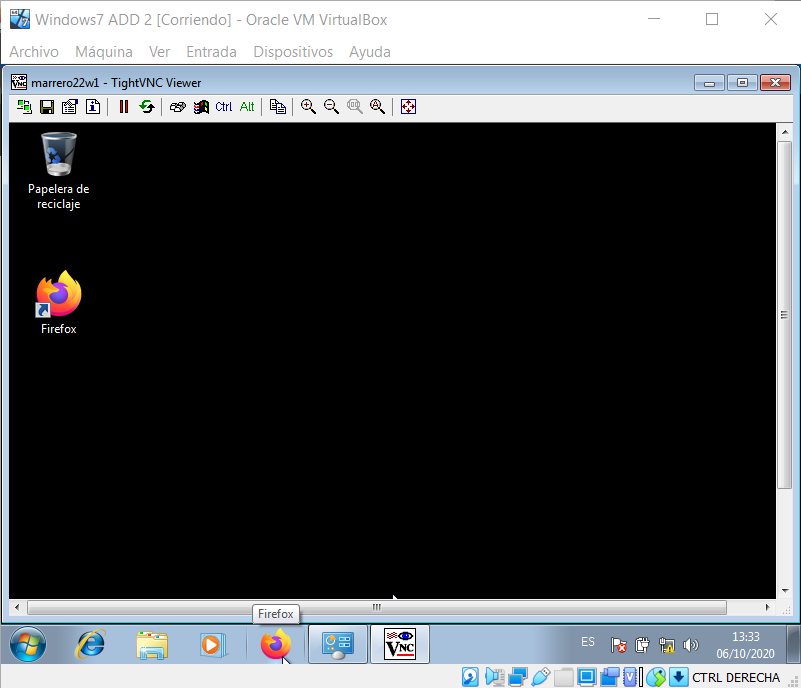 Windows7 ADD 2 [Corriendo] - Oracle VM VirtualBox
Archivo Máquina Ver Entrada Dispositivos Ayuda
marrero22w1 - TightVNC Viewer
Ctrl Alt
Papelera de
reciclaje
Firefox
Firefox
VNC
ES
13:33
06/10/2020
CTRL DERECHA